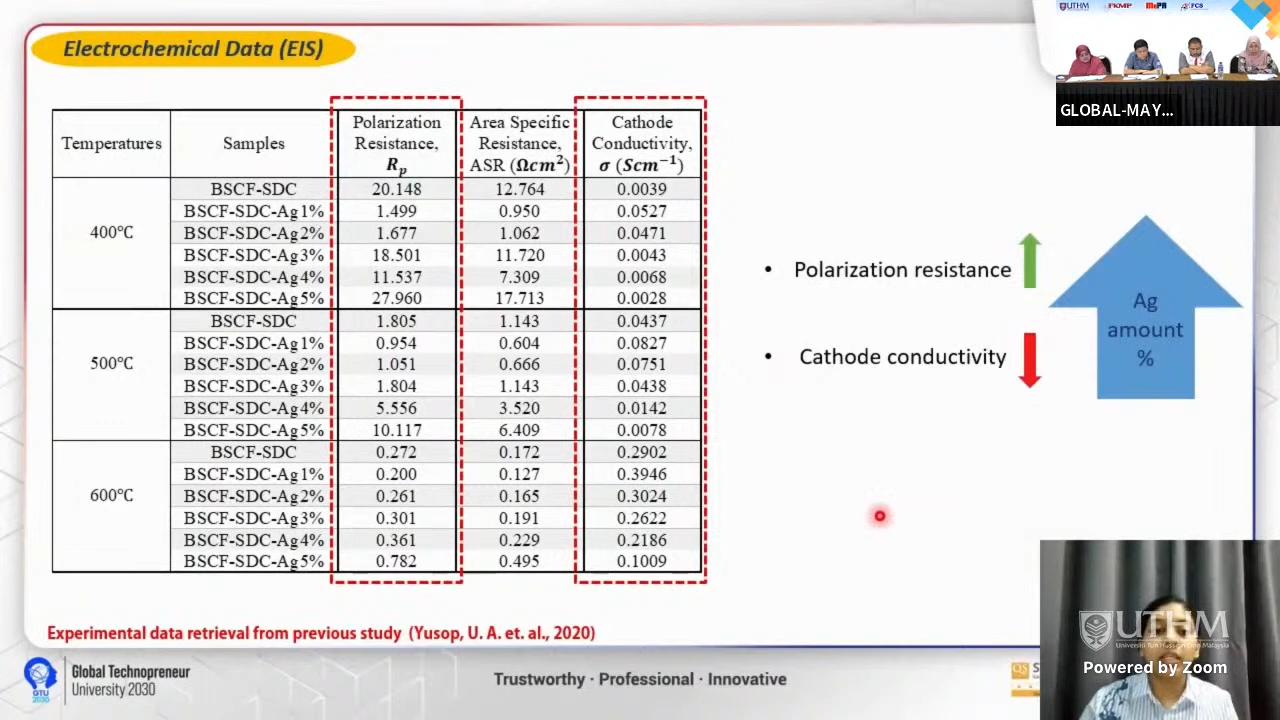 Electrochemical Data (EIS)
UTHM FKMP MePR FCS
GLOBAL-MAY...
Temperatures Samples Polarization Resistance, Rp Area Specific Resistance, ASR (Ωcm²) Cathode Conductivity, σ (Scm⁻¹)
400℃
BSCF-SDC 20.148 12.764 0.0039
BSCF-SDC-Ag1% 1.499 0.950 0.0527
BSCF-SDC-Ag2% 1.677 1.062 0.0471
BSCF-SDC-Ag3% 18.501 11.720 0.0043
BSCF-SDC-Ag4% 11.537 7.309 0.0068
BSCF-SDC-Ag5% 27.960 17.713 0.0028
500℃
BSCF-SDC 1.805 1.143 0.0437
BSCF-SDC-Ag1% 0.954 0.604 0.0827
BSCF-SDC-Ag2% 1.051 0.666 0.0751
BSCF-SDC-Ag3% 1.804 1.143 0.0438
BSCF-SDC-Ag4% 5.556 3.520 0.0142
BSCF-SDC-Ag5% 10.117 6.409 0.0078
600℃
BSCF-SDC 0.272 0.172 0.2902
BSCF-SDC-Ag1% 0.200 0.127 0.3946
BSCF-SDC-Ag2% 0.261 0.165 0.3024
BSCF-SDC-Ag3% 0.301 0.191 0.2622
BSCF-SDC-Ag4% 0.361 0.229 0.2186
BSCF-SDC-Ag5% 0.782 0.495 0.1009
• Polarization resistance
• Cathode conductivity
Ag
amount
%
Experimental data retrieval from previous study (Yusop, U. A. et. al., 2020)
GTU
2030
Global Technopreneur
University 2030
Trustworthy · Professional · Innovative
QS
UTHM
Universiti Tun Hussein Onn Malaysia
Powered by Zoom